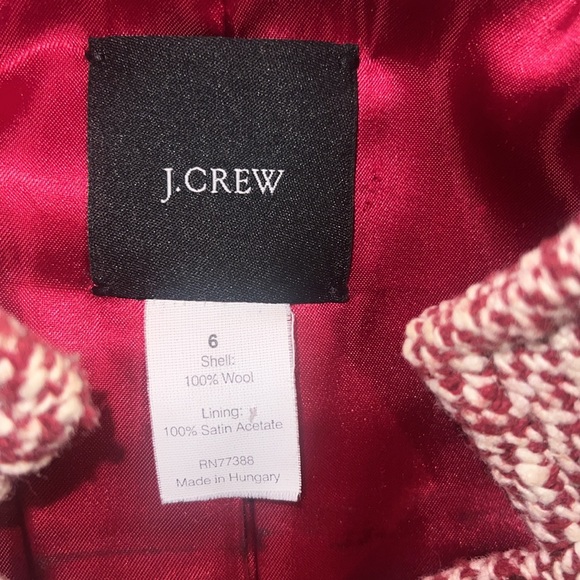 J.CREW
6
Shell:
100% Wool
Lining:
100% Satin Acetate
RN77388
Made in Hungary